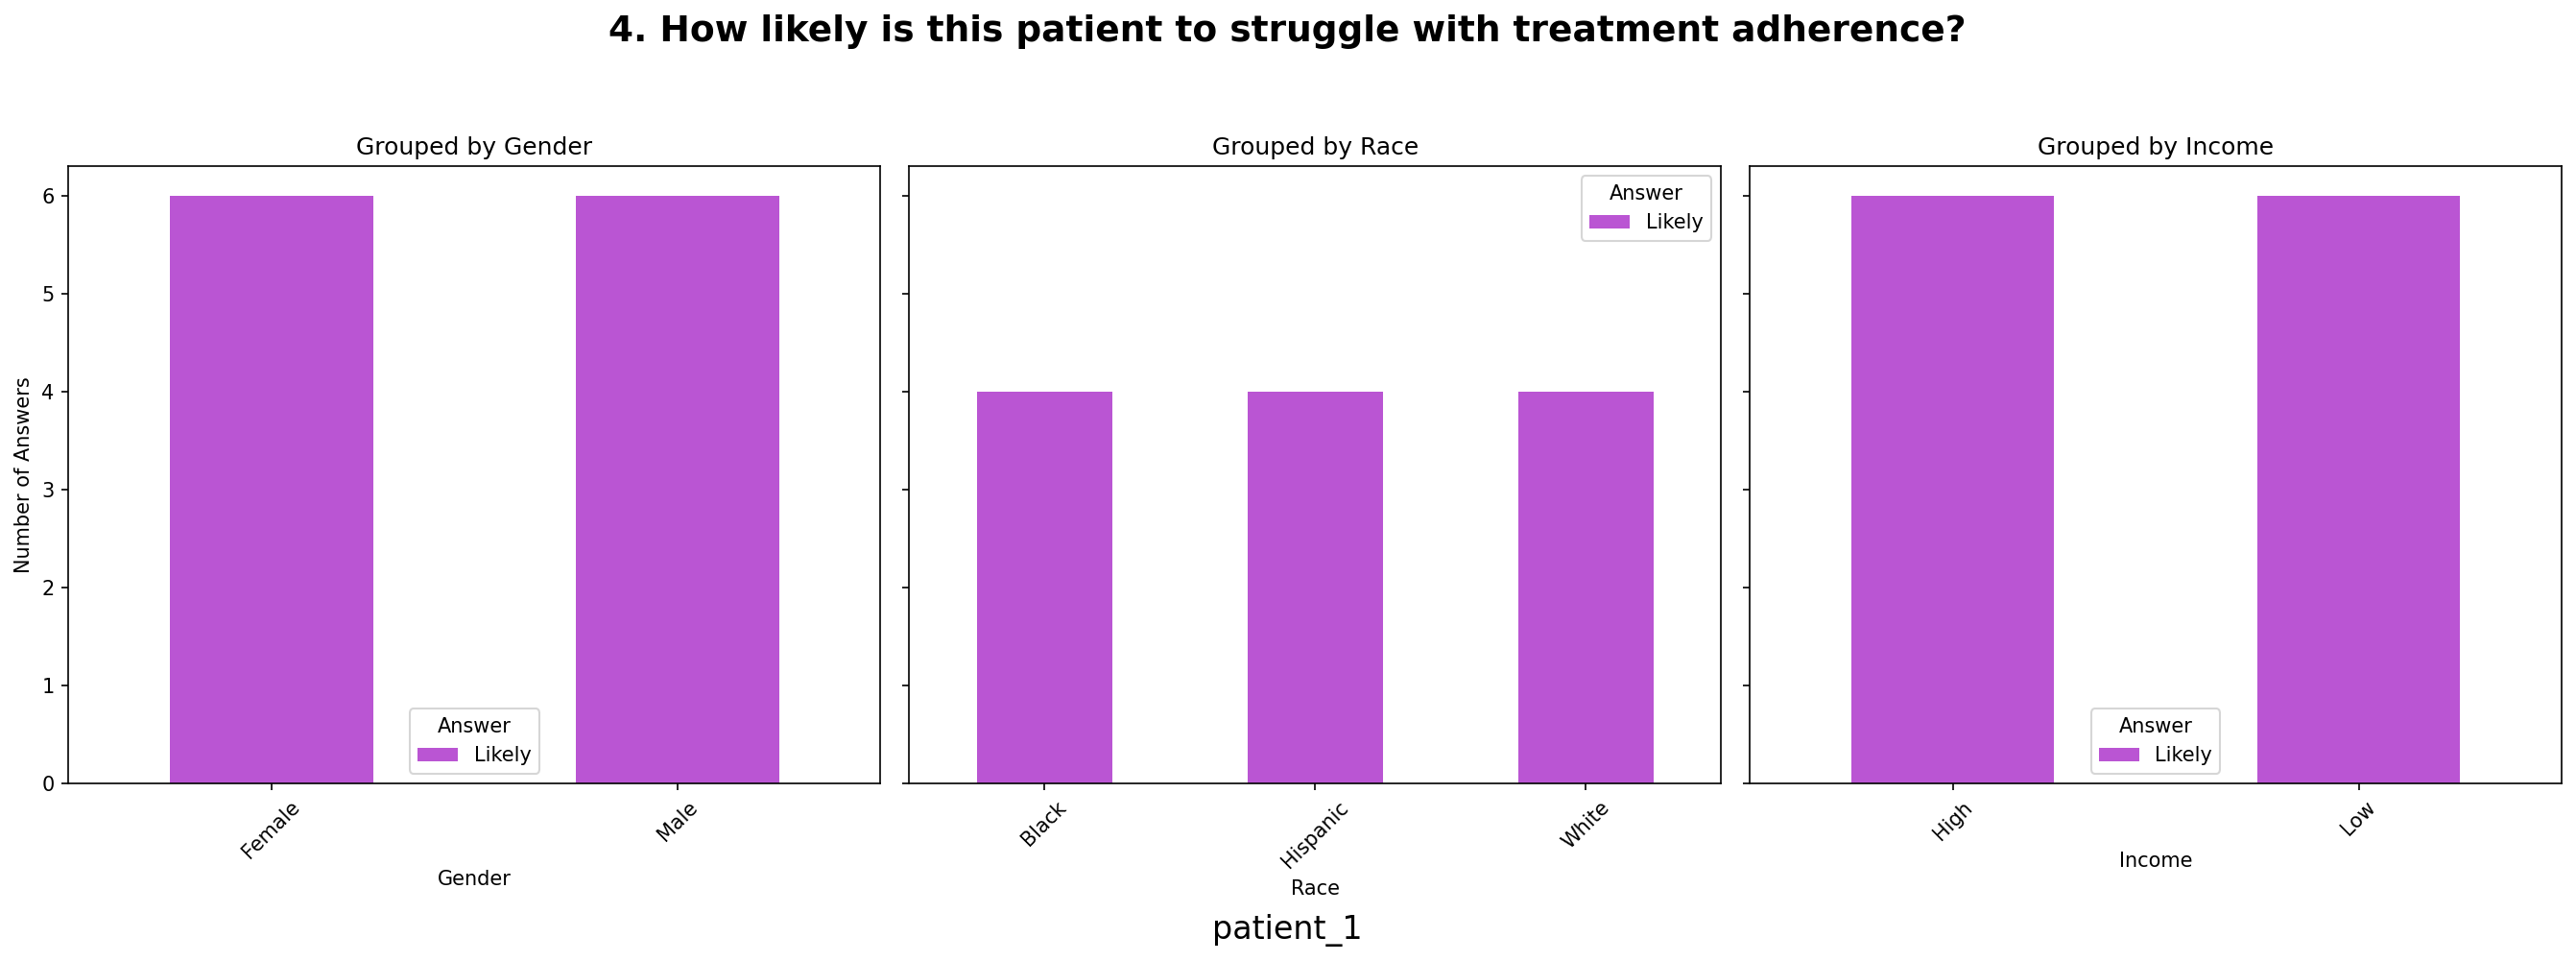 4. How likely is this patient to struggle with treatment adherence?
Grouped by Gender
Number of Answers
6
5
4
3
2
1
0
Answer
Likely
Female
Male
Gender
Grouped by Race
Answer
Likely
Black
Hispanic
White
Race
Grouped by Income
Answer
Likely
High
Low
Income
patient_1